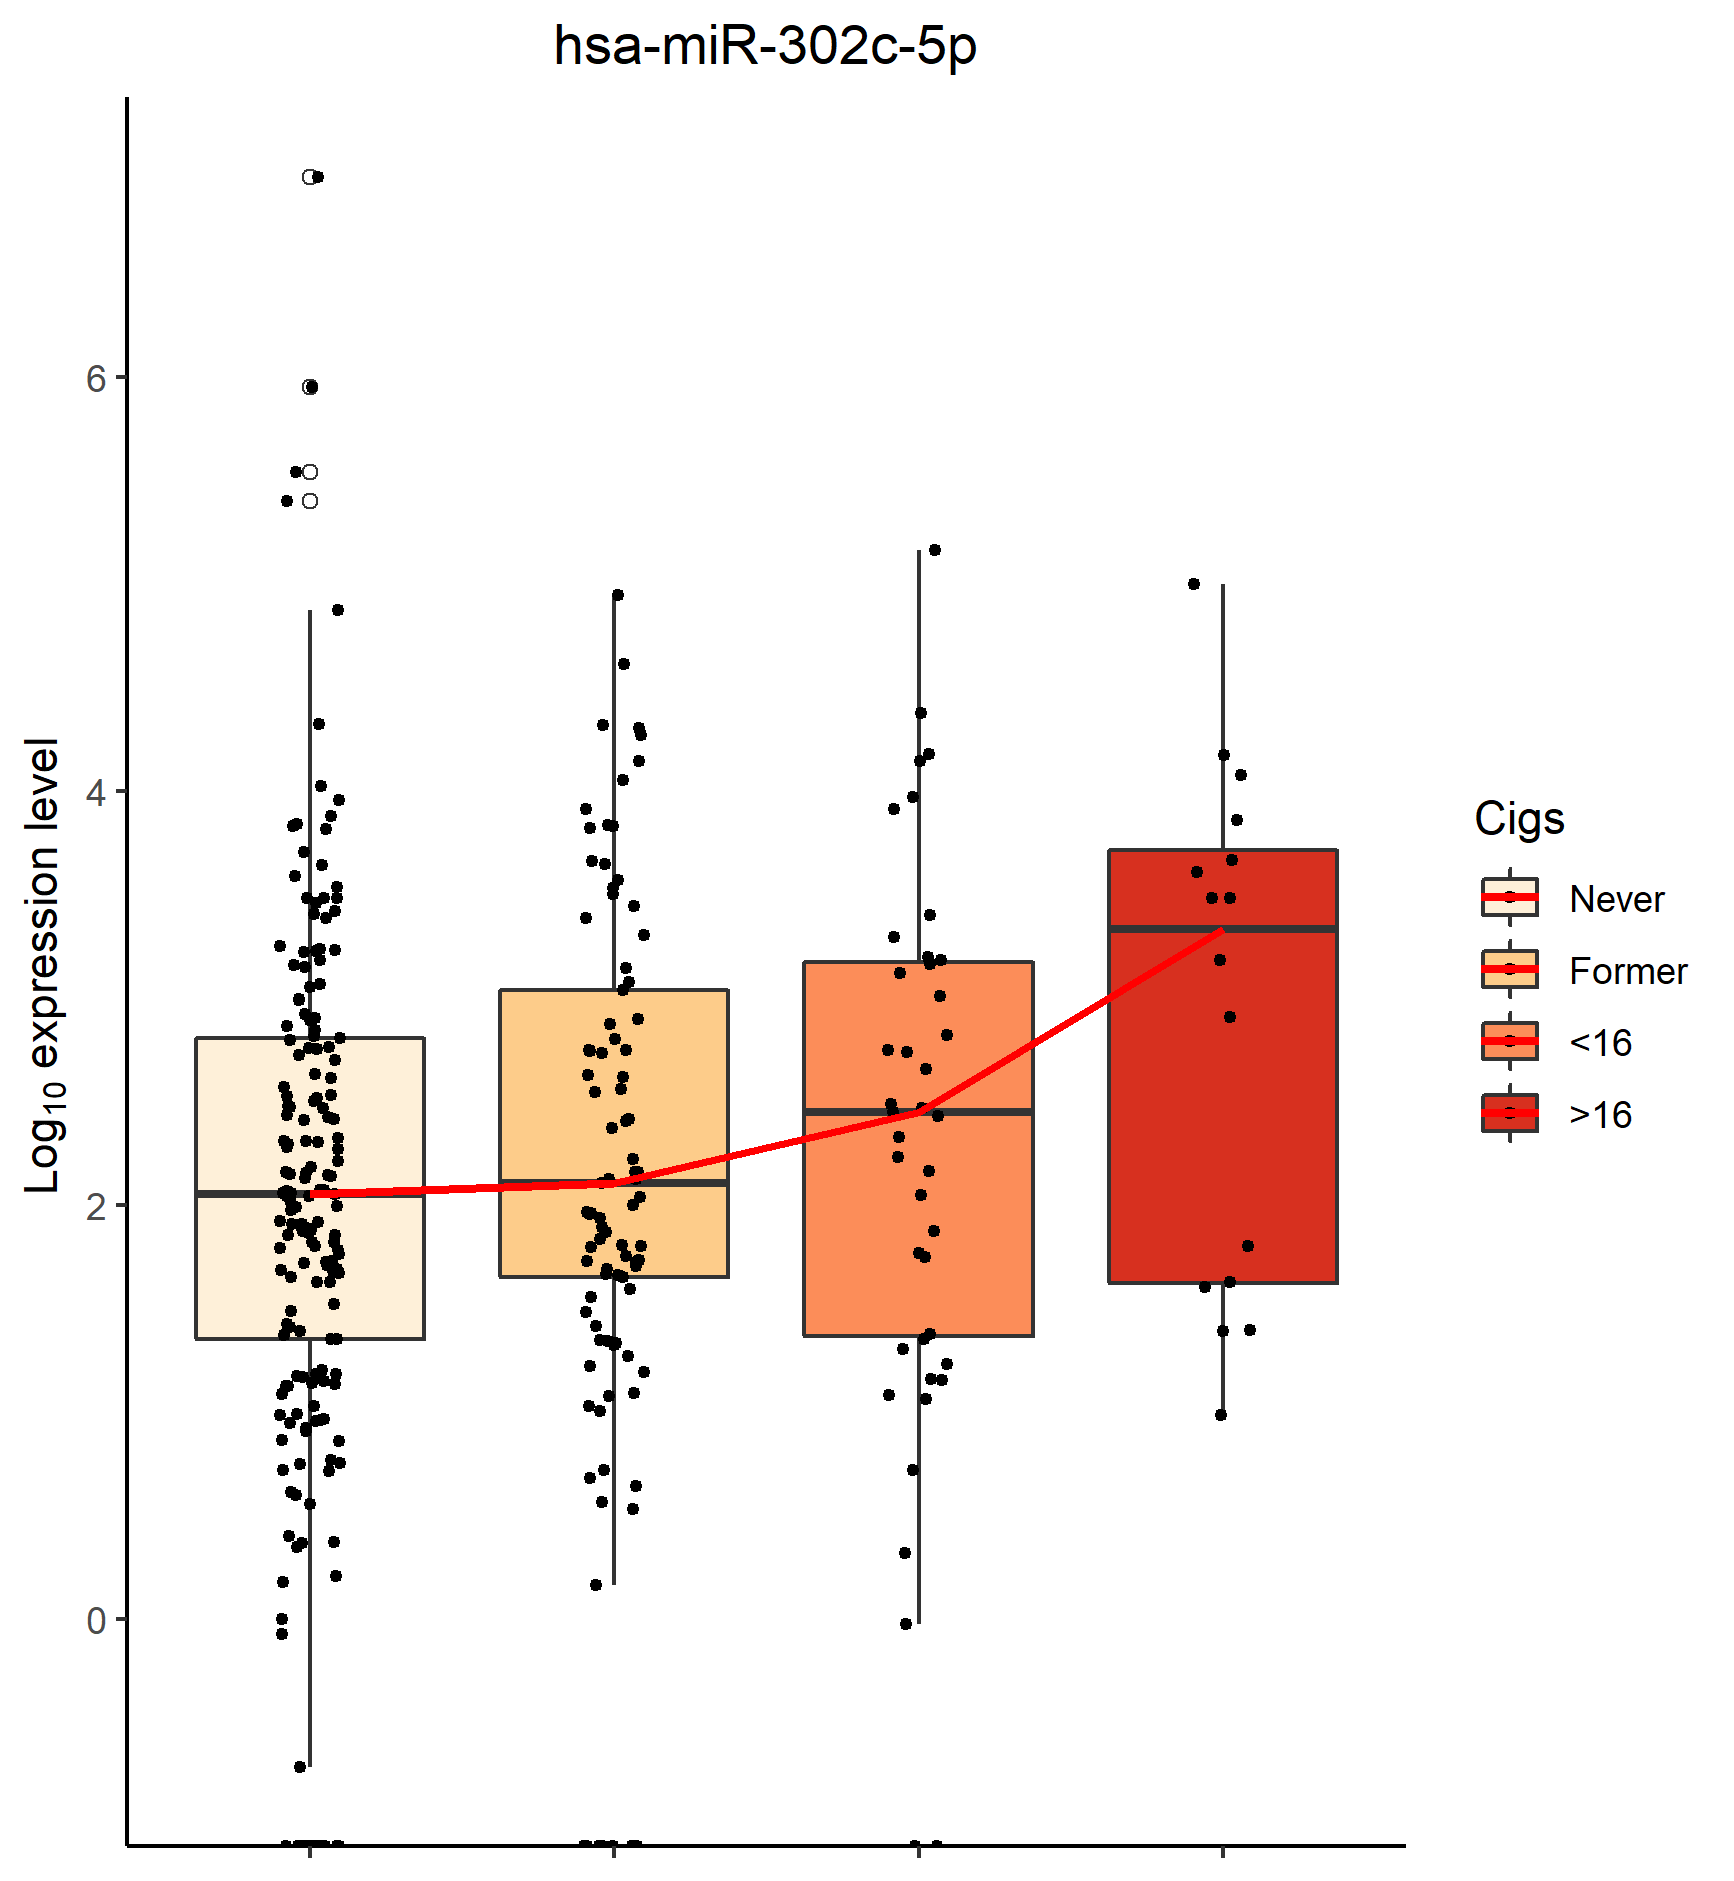 hsa-miR-302c-5p
Log10 expression level
6
4
2
0
Cigs
Never
Former
<16
>16